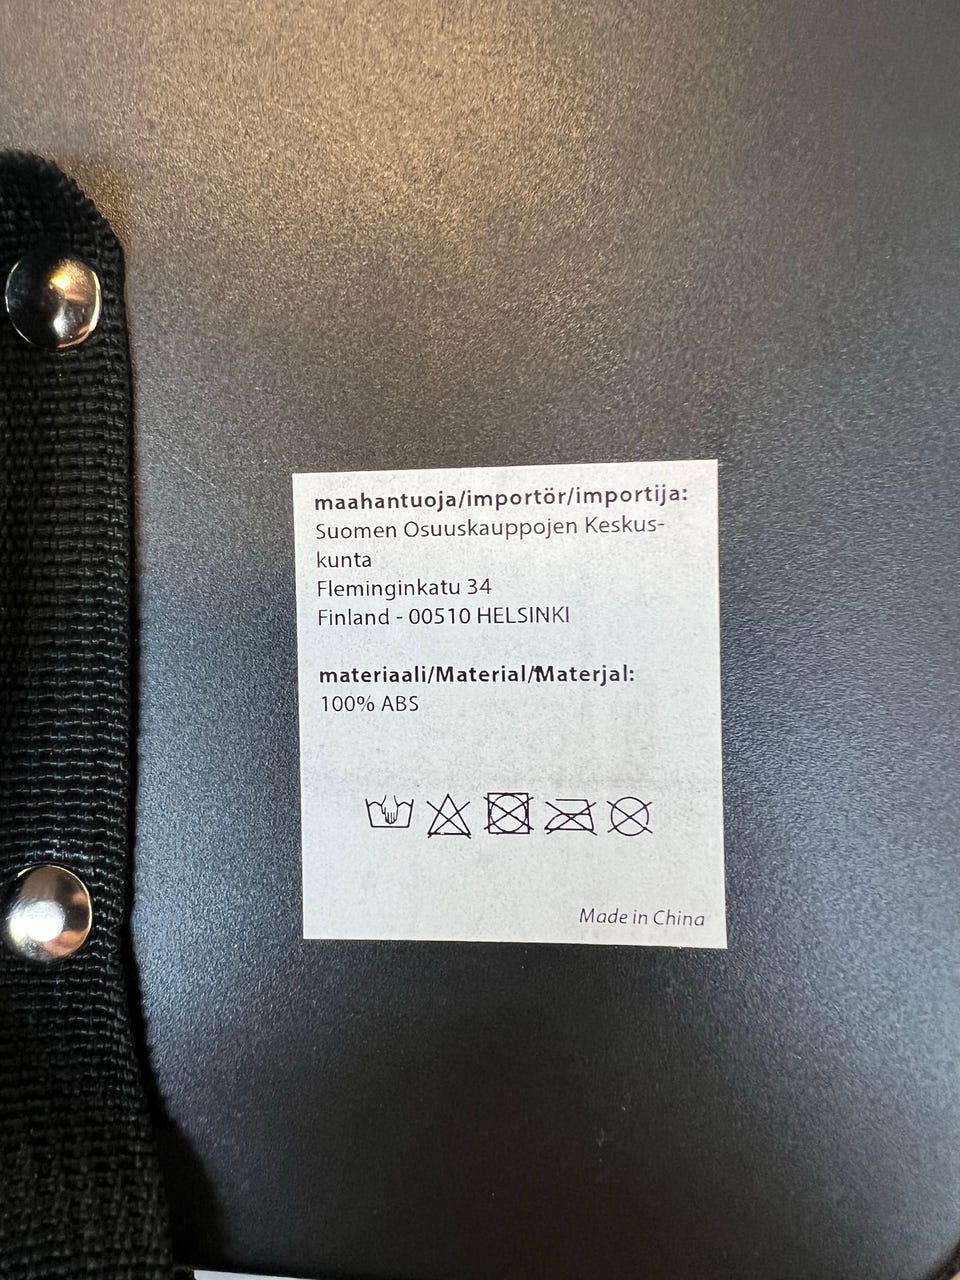 maahantuoja/importör/importija:
Suomen Osuuskauppojen Keskus-
kunta
Fleminginkatu 34
Finland - 00510 HELSINKI
materiaali/Material/Materjal:
100% ABS
Made in China